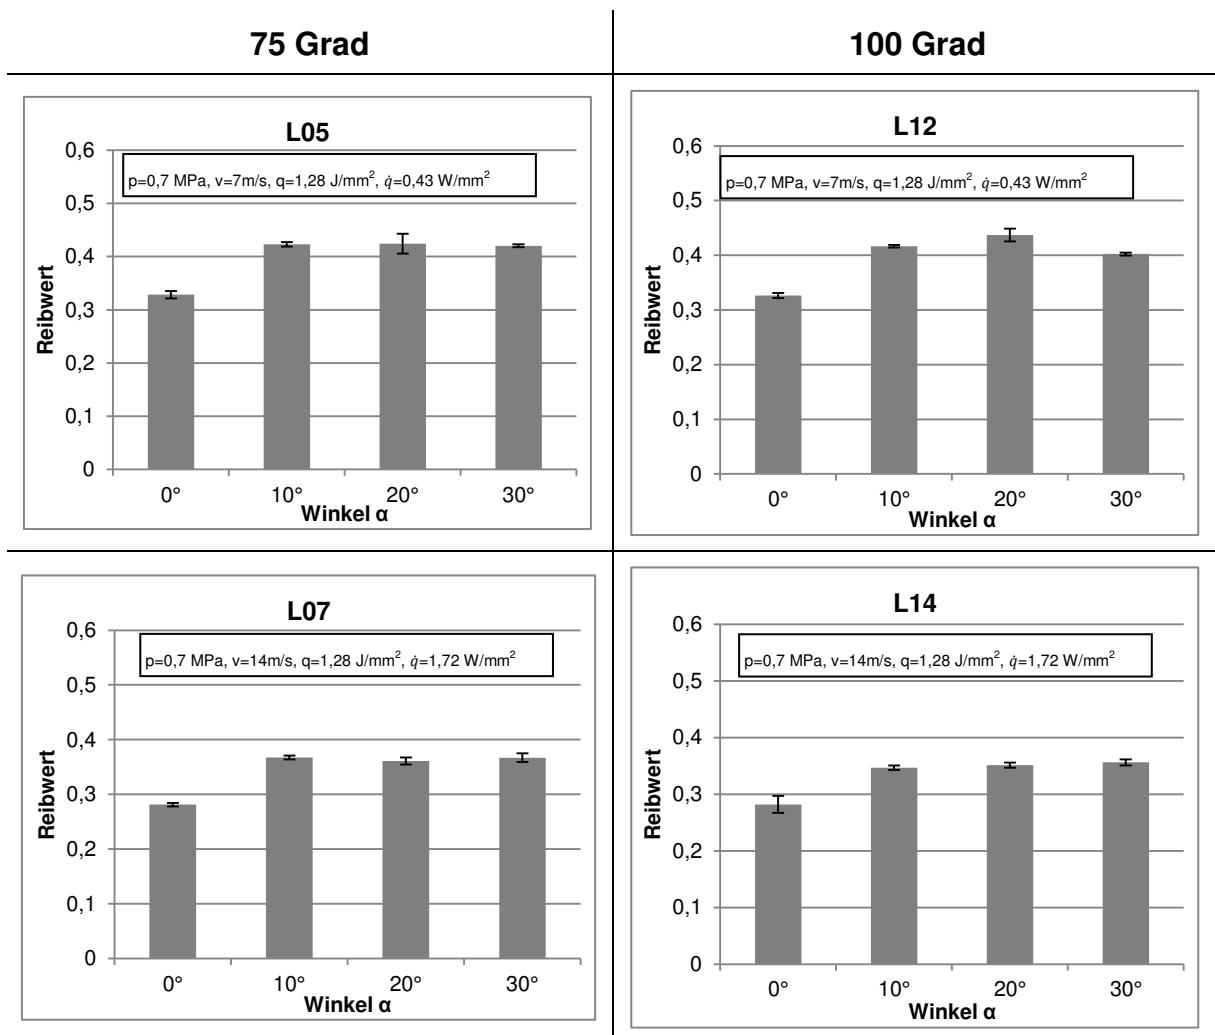 75 Grad
100 Grad
L05
p=0,7 MPa, v=7m/s, q=1,28 J/mm², q̇=0,43 W/mm²
0,6
0,5
0,4
0,3
0,2
0,1
0
Reibwert
0° 10° 20° 30°
Winkel α
L12
p=0,7 MPa, v=7m/s, q=1,28 J/mm², q̇=0,43 W/mm²
0,6
0,5
0,4
0,3
0,2
0,1
0
Reibwert
0° 10° 20° 30°
Winkel α
L07
p=0,7 MPa, v=14m/s, q=1,28 J/mm², q̇=1,72 W/mm²
0,6
0,5
0,4
0,3
0,2
0,1
0
Reibwert
0° 10° 20° 30°
Winkel α
L14
p=0,7 MPa, v=14m/s, q=1,28 J/mm², q̇=1,72 W/mm²
0,6
0,5
0,4
0,3
0,2
0,1
0
Reibwert
0° 10° 20° 30°
Winkel α